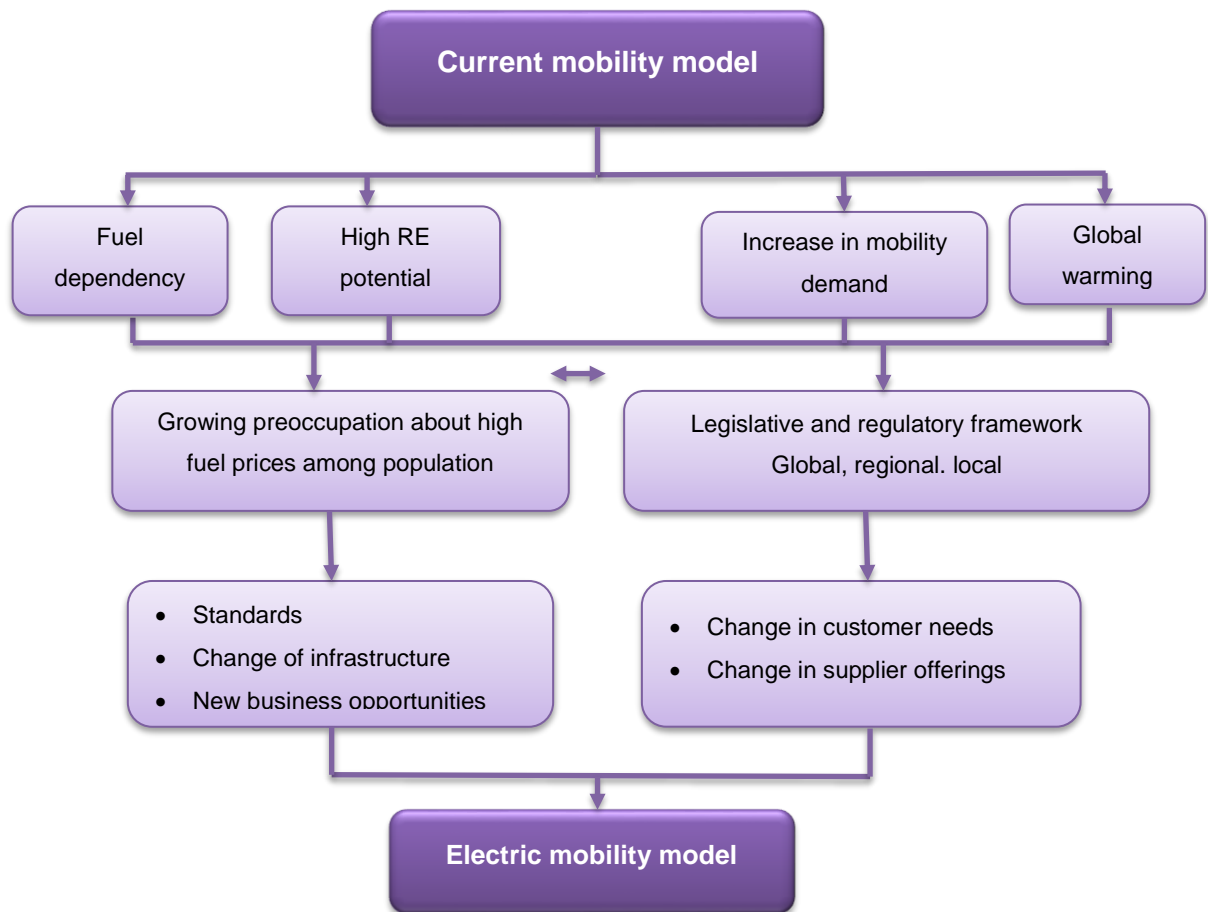 Current mobility model
Fuel
dependency
High RE
potential
Increase in mobility
demand
Global
warming
Growing preoccupation about high
fuel prices among population
Legislative and regulatory framework
Global, regional. local
• Standards
• Change of infrastructure
• New business opportunities
• Change in customer needs
• Change in supplier offerings
Electric mobility model